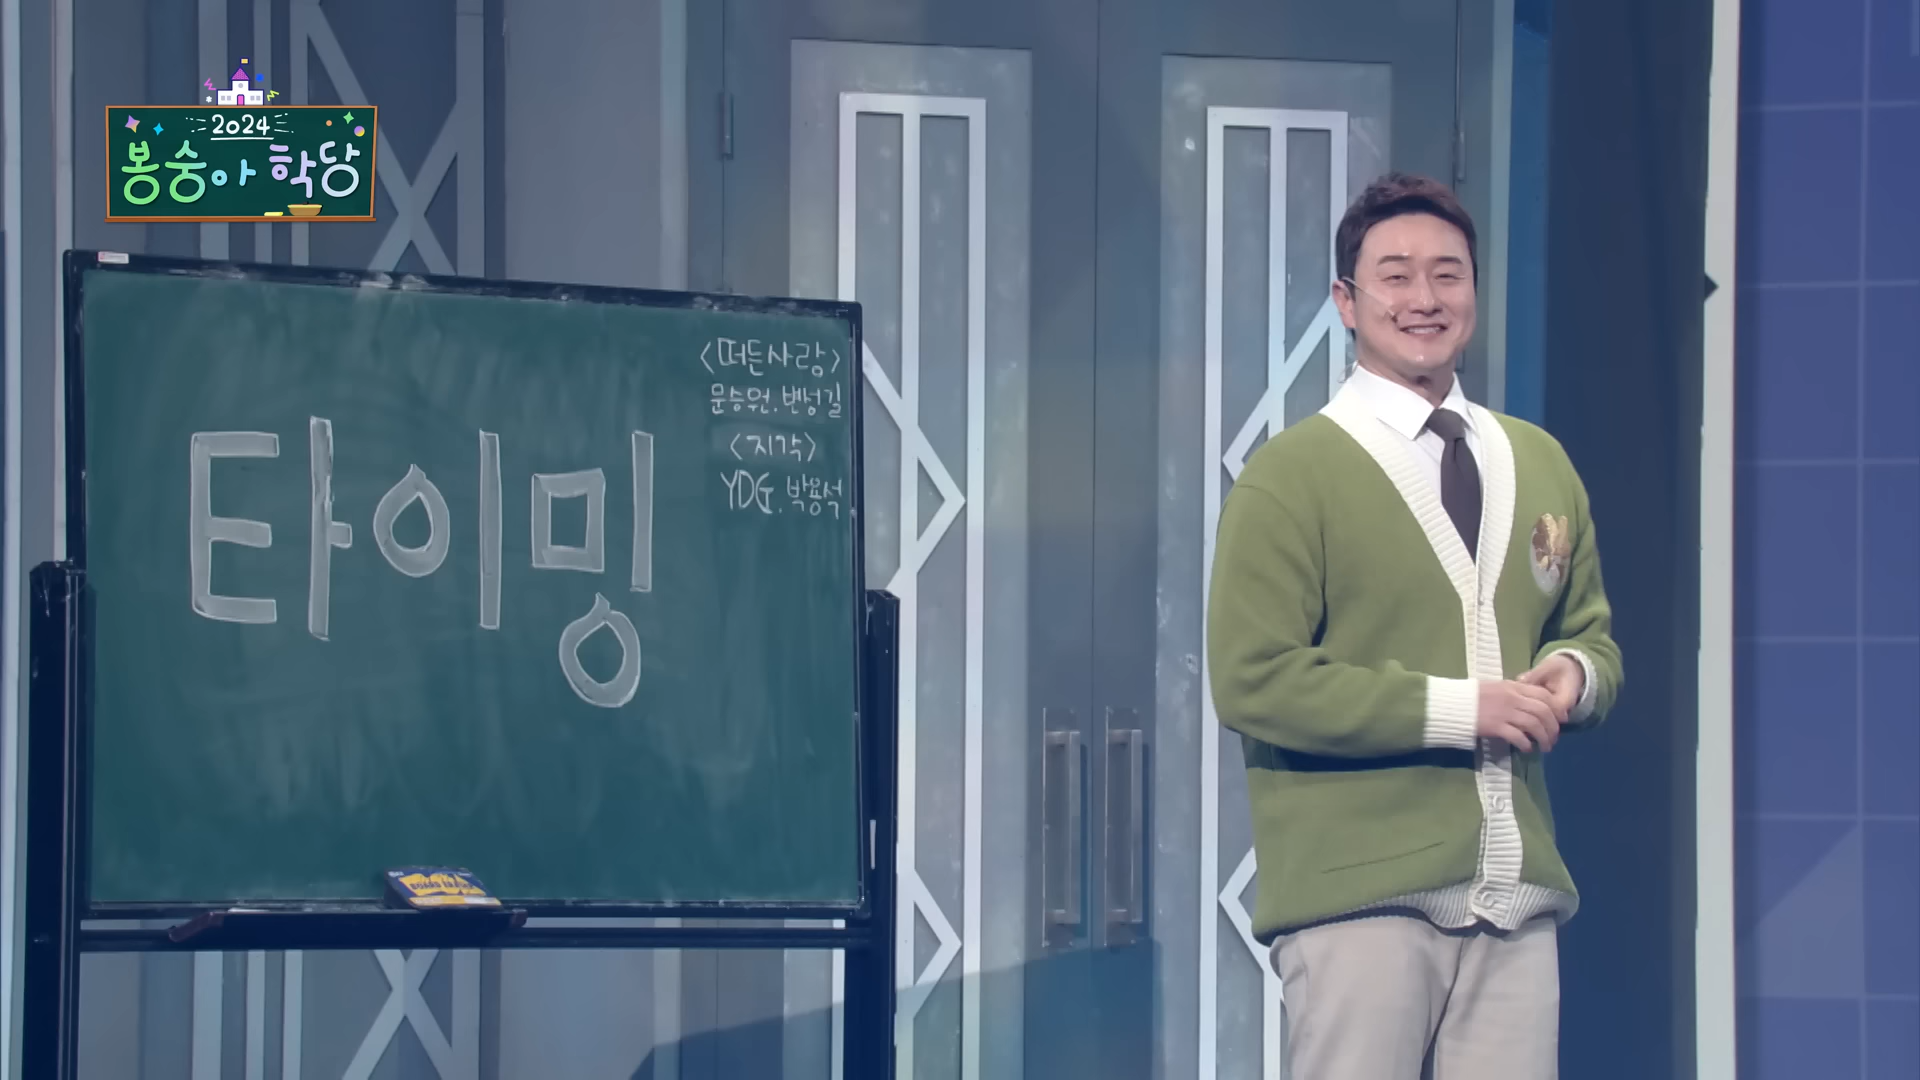 2024
봉숭아 학당
<떠든사람>
문승원.변성길
<지각>
YDG.박용석
타이밍